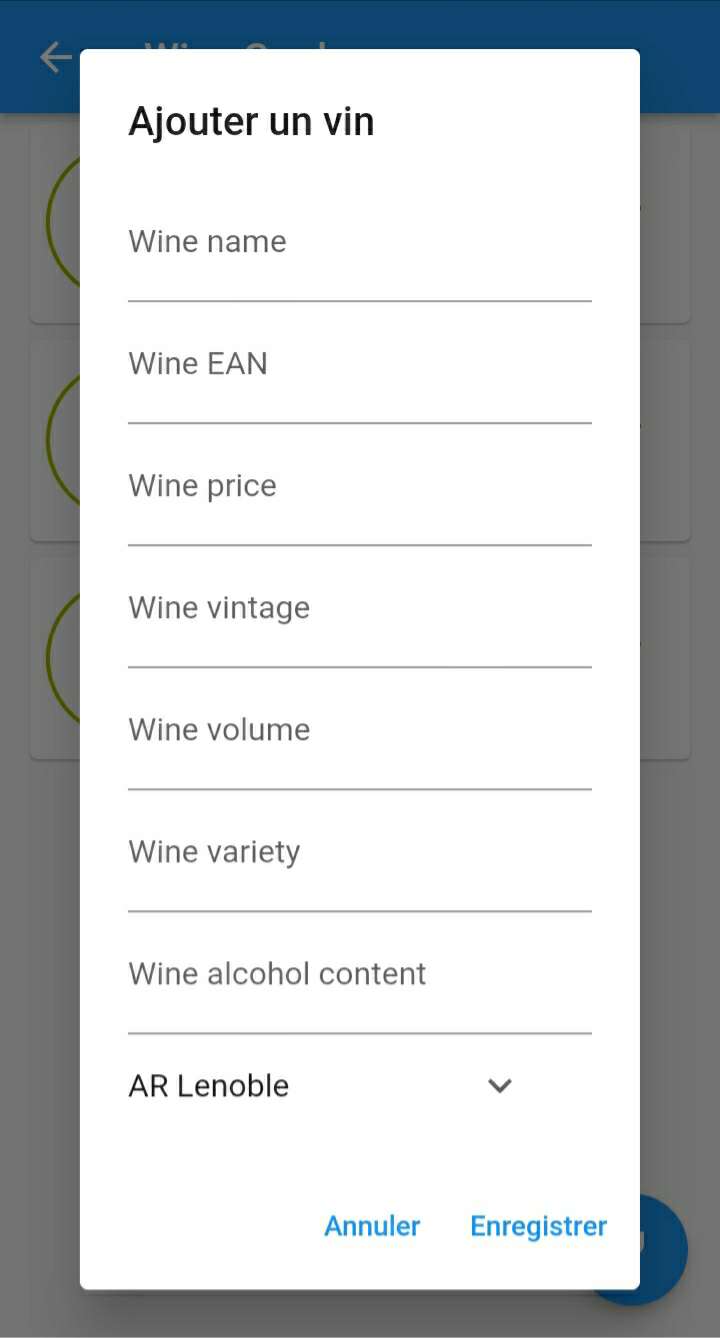 Ajouter un vin
Wine name
Wine EAN
Wine price
Wine vintage
Wine volume
Wine variety
Wine alcohol content
AR Lenoble
Annuler
Enregistrer